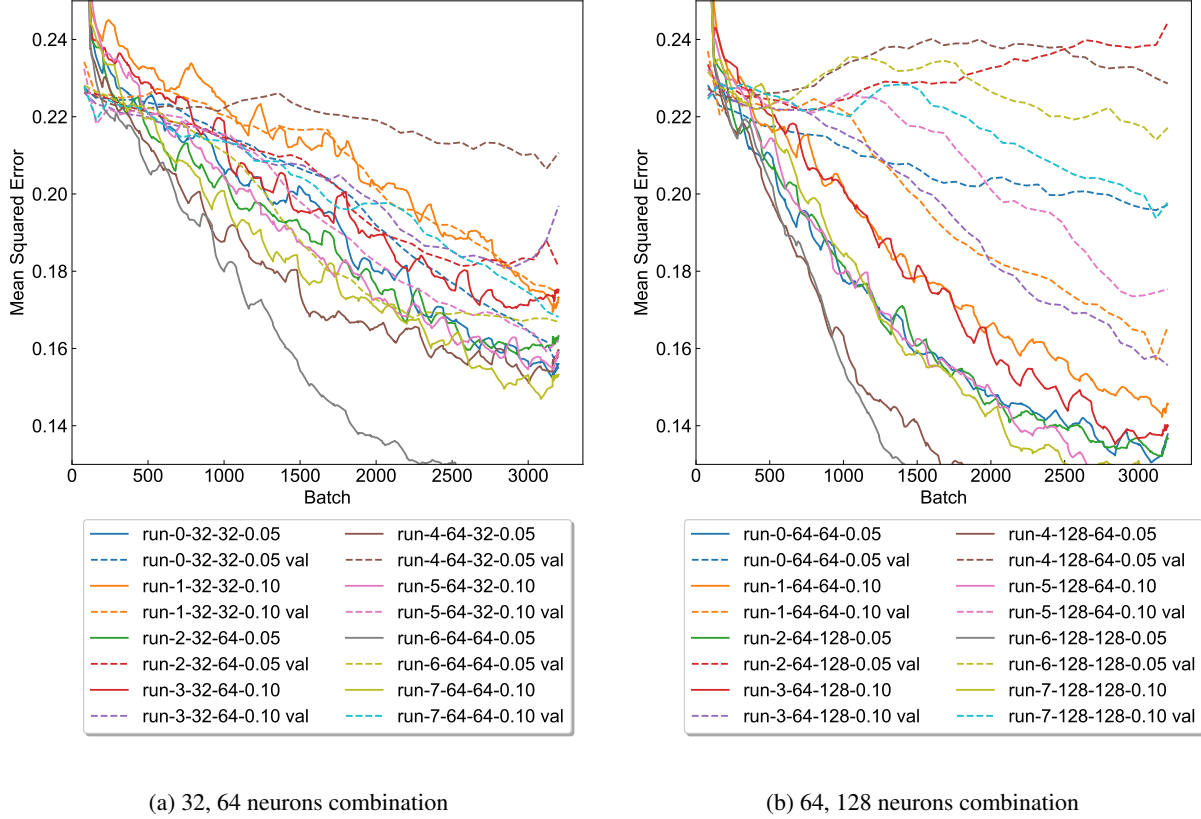 0.24
0.22
0.20
0.18
0.16
0.14
Mean Squared Error
0 500 1000 1500 2000 2500 3000
Batch
run-0-32-32-0.05
run-0-32-32-0.05 val
run-1-32-32-0.10
run-1-32-32-0.10 val
run-2-32-64-0.05
run-2-32-64-0.05 val
run-3-32-64-0.10
run-3-32-64-0.10 val
run-4-64-32-0.05
run-4-64-32-0.05 val
run-5-64-32-0.10
run-5-64-32-0.10 val
run-6-64-64-0.05
run-6-64-64-0.05 val
run-7-64-64-0.10
run-7-64-64-0.10 val
(a) 32, 64 neurons combination
0.24
0.22
0.20
0.18
0.16
0.14
Mean Squared Error
0 500 1000 1500 2000 2500 3000
Batch
run-0-64-64-0.05
run-0-64-64-0.05 val
run-1-64-64-0.10
run-1-64-64-0.10 val
run-2-64-128-0.05
run-2-64-128-0.05 val
run-3-64-128-0.10
run-3-64-128-0.10 val
run-4-128-64-0.05
run-4-128-64-0.05 val
run-5-128-64-0.10
run-5-128-64-0.10 val
run-6-128-128-0.05
run-6-128-128-0.05 val
run-7-128-128-0.10
run-7-128-128-0.10 val
(b) 64, 128 neurons combination